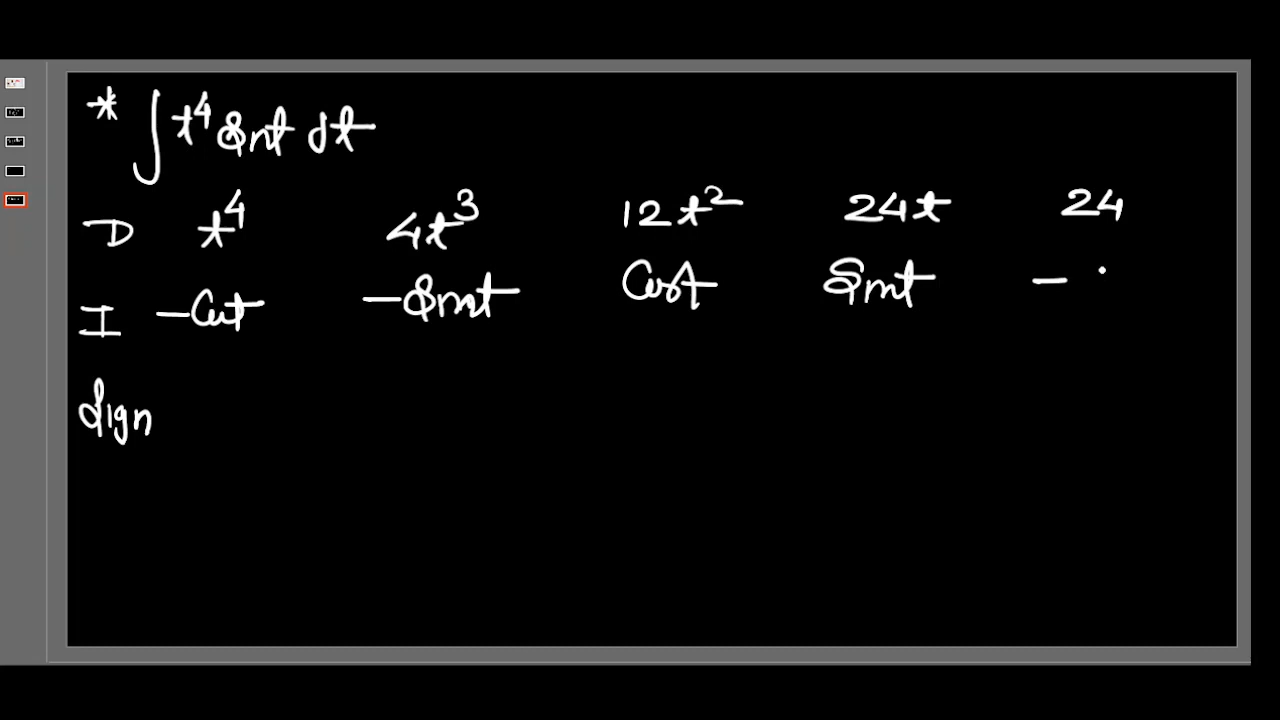 * ∫ t⁴ Sint dt
D t⁴ 4t³ 12t² 24t 24
I -Cost -Sint Cost Sint -
Sign